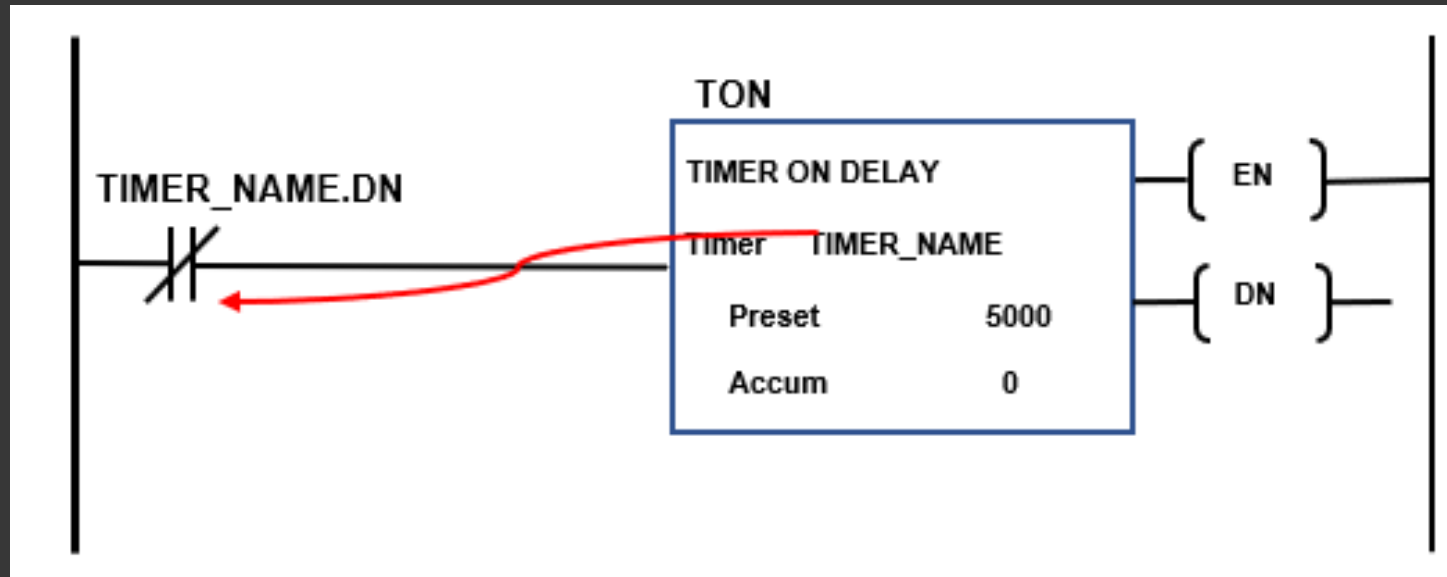 TON
TIMER_NAME.DN
TIMER ON DELAY
Timer TIMER_NAME
Preset 5000
Accum 0
EN
DN